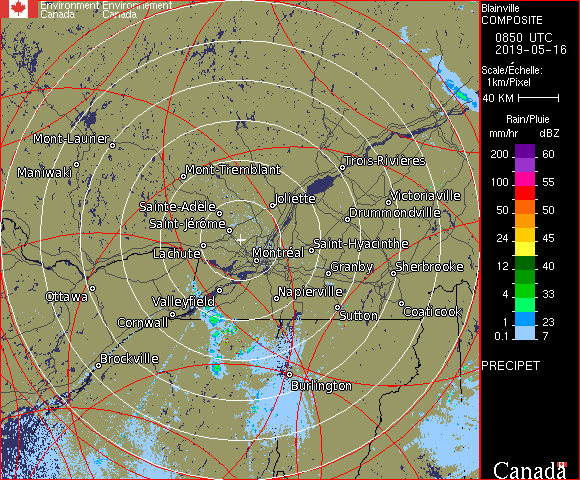 Environment Environnement
Canada Canada
Blainville
COMPOSITE
0850 UTC
2019-05-16
Scale/Échelle:
1km/Pixel
40 KM
Rain/Pluie
mm/hr dBZ
200 60
100 55
50 50
24 45
12 40
4 33
1 23
0.1 7
PRECIPET
Mont-Laurier
Maniwaki
Mont-Tremblant
Trois-Rivières
Joliette
Victoriaville
Sainte-Adèle
Drummondville
Saint-Jérôme
Lachute
Montréal
Saint-Hyacinthe
Granby
Sherbrooke
Ottawa
Valleyfield
Napierville
Cornwall
Sutton
Coaticook
Brockville
Burlington
Canada